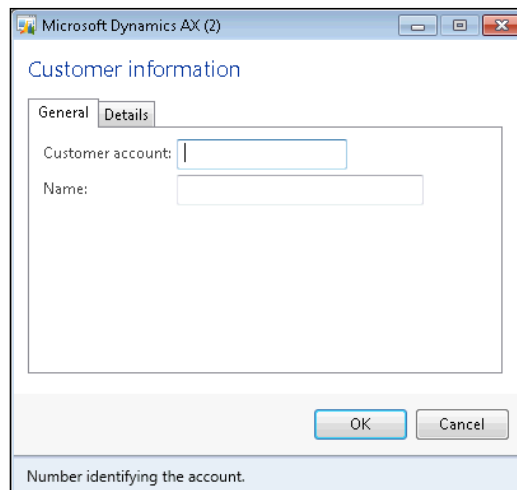 Microsoft Dynamics AX (2)
Customer information
General Details
Customer account:
Name:
OK Cancel
Number identifying the account.